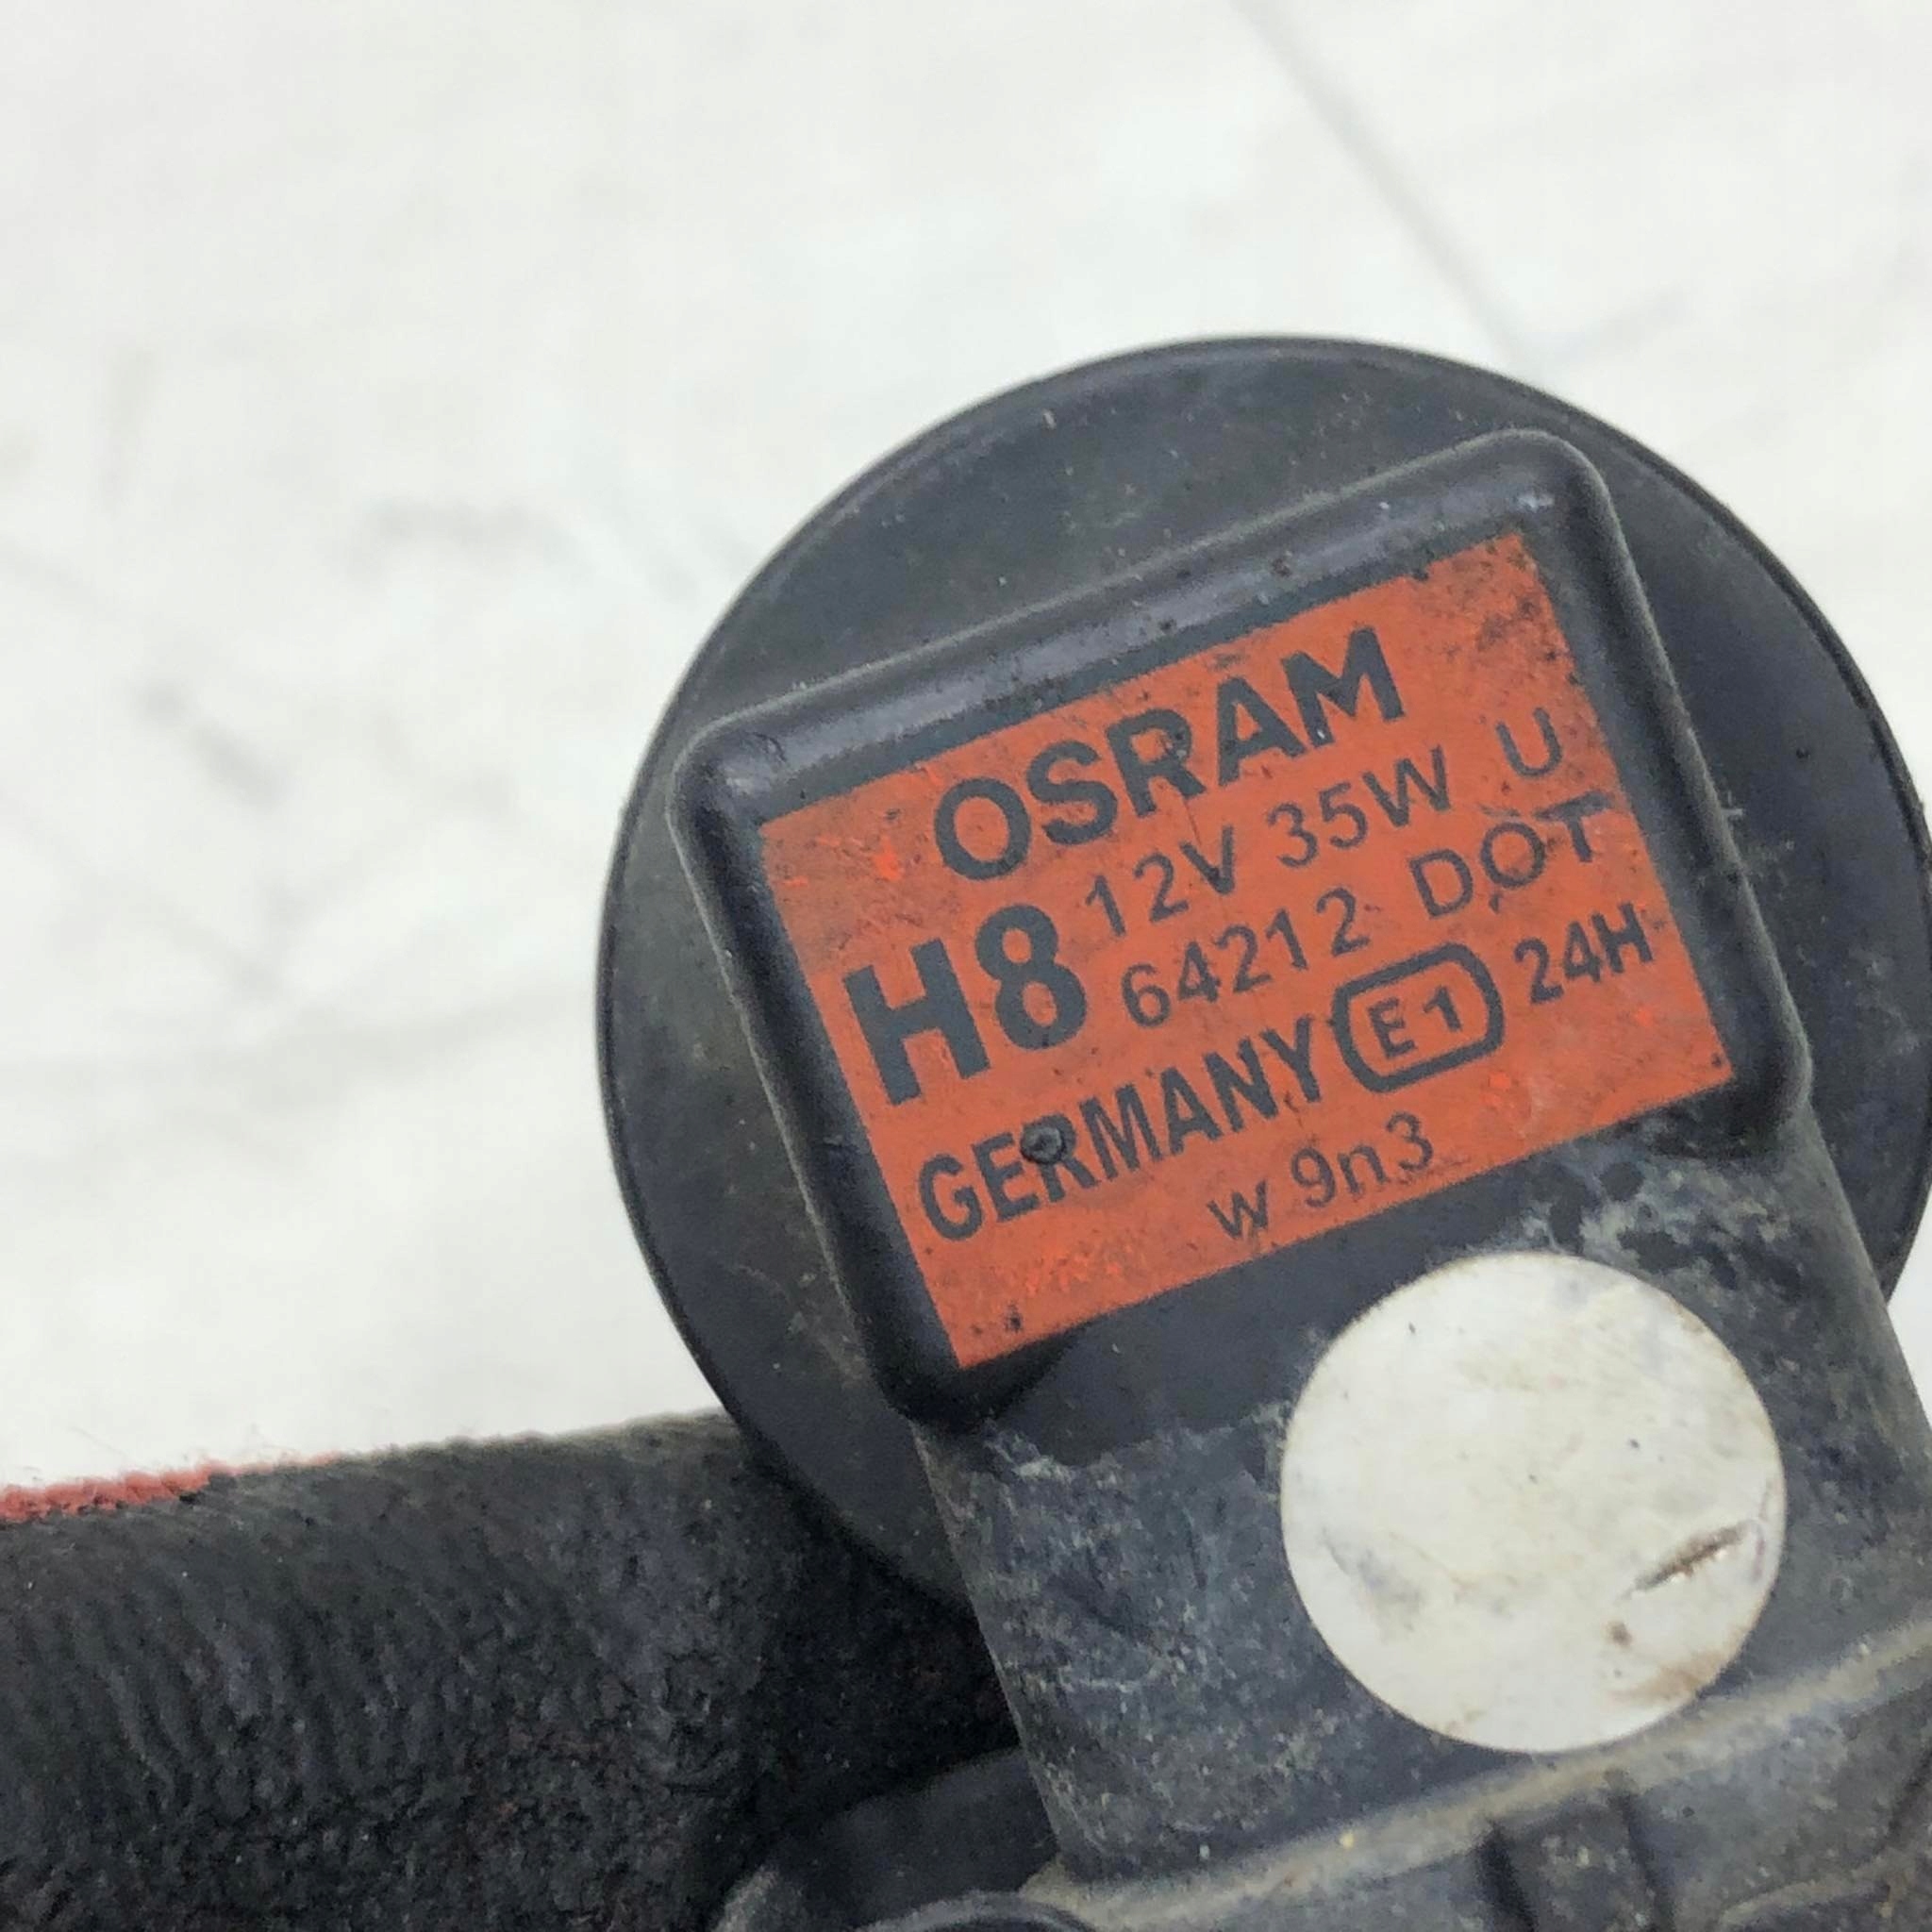 OSRAM
H8 12V 35W U
64212 DOT
GERMANY E1 24H
w 9n3